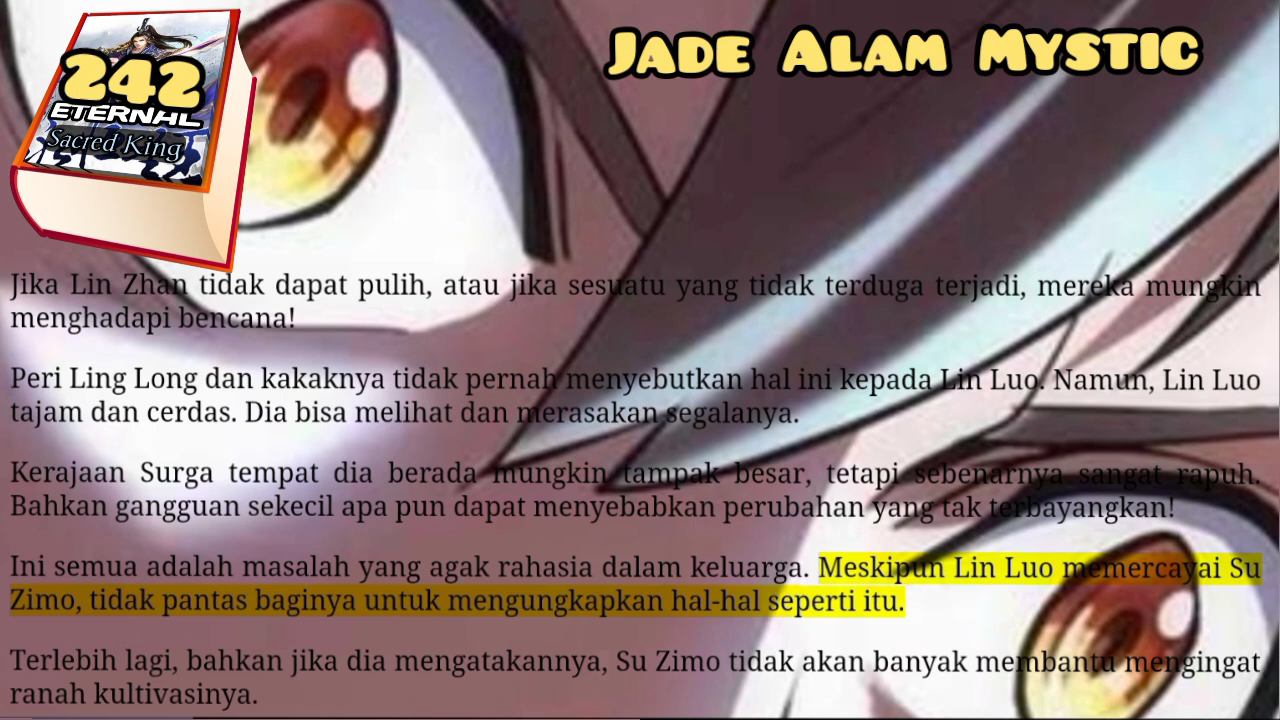 242
ETERNAL
Sacred King
JADE ALAM MYSTIC
Jika Lin Zhan tidak dapat pulih, atau jika sesuatu yang tidak terduga terjadi, mereka mungkin
menghadapi bencana!
Peri Ling Long dan kakaknya tidak pernah menyebutkan hal ini kepada Lin Luo. Namun, Lin Luo
tajam dan cerdas. Dia bisa melihat dan merasakan segalanya.
Kerajaan Surga tempat dia berada mungkin tampak besar, tetapi sebenarnya sangat rapuh.
Bahkan gangguan sekecil apa pun dapat menyebabkan perubahan yang tak terbayangkan!
Ini semua adalah masalah yang agak rahasia dalam keluarga. Meskipun Lin Luo memercayai Su
Zimo, tidak pantas baginya untuk mengungkapkan hal-hal seperti itu.
Terlebih lagi, bahkan jika dia mengatakannya, Su Zimo tidak akan banyak membantu mengingat
ranah kultivasinya.